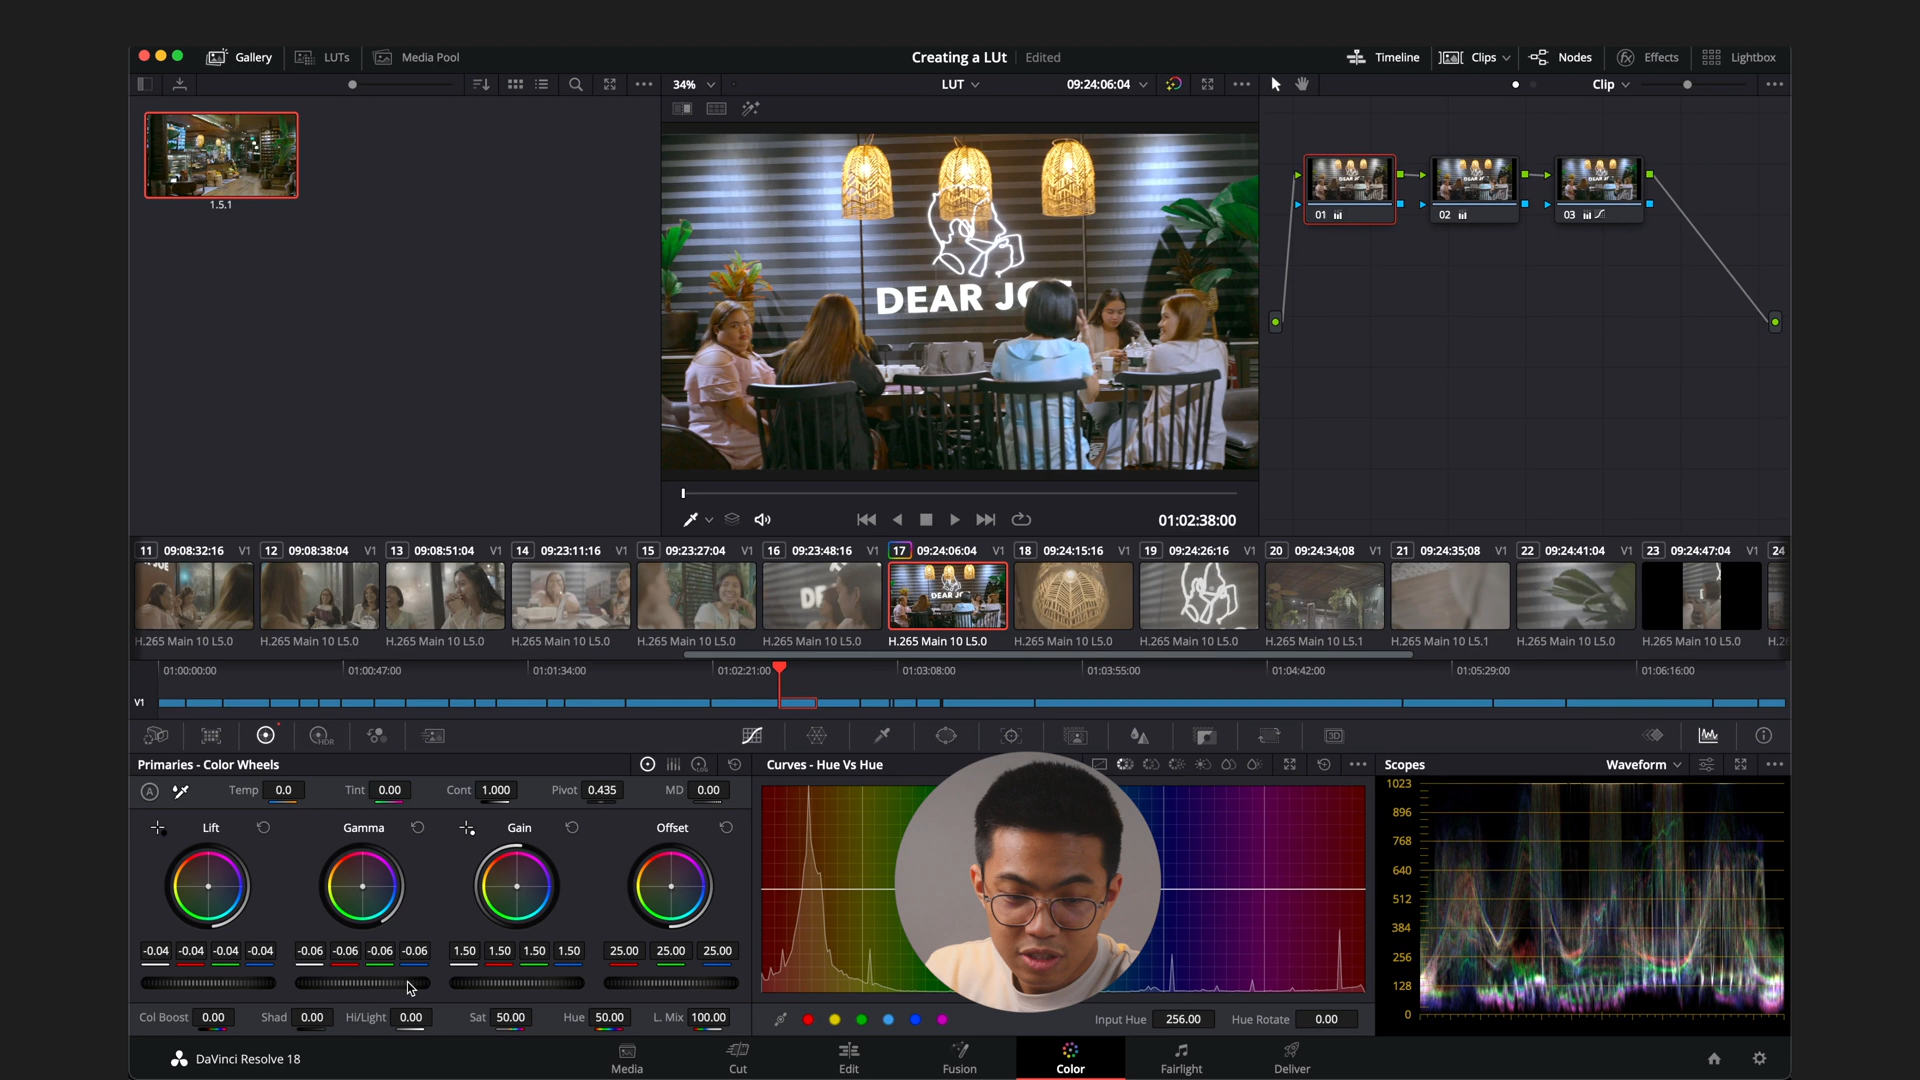 Gallery LUTs Media Pool Creating a LUt Edited Timeline Clips Nodes Effects Lightbox
34% LUT 09:24:06:04 Clip
1.5.1
DEAR JOE
01 02 03
01:02:38:00
11 09:08:32:16 V1 12 09:08:38:04 V1 13 09:08:51:04 V1 14 09:23:11:16 V1 15 09:23:27:04 V1 16 09:23:48:16 V1 17 09:24:06:04 V1 18 09:24:15:16 V1 19 09:24:26:16 V1 20 09:24:34;08 V1 21 09:24:35;08 V1 22 09:24:41:04 V1 23 09:24:47:04 V1 24
H.265 Main 10 L5.0 H.265 Main 10 L5.0 H.265 Main 10 L5.0 H.265 Main 10 L5.0 H.265 Main 10 L5.0 H.265 Main 10 L5.0 H.265 Main 10 L5.0 H.265 Main 10 L5.0 H.265 Main 10 L5.0 H.265 Main 10 L5.1 H.265 Main 10 L5.1 H.265 Main 10 L5.0 H.265 Main 10 L5.0 H.2
01:00:00:00 01:00:47:00 01:01:34:00 01:02:21:00 01:03:08:00 01:03:55:00 01:04:42:00 01:05:29:00 01:06:16:00
V1
HDR 3D
Primaries - Color Wheels LOG Curves - Hue Vs Hue Scopes Waveform
A Temp 0.0 Tint 0.00 Cont 1.000 Pivot 0.435 MD 0.00
Lift Gamma Gain Offset
-0.04 -0.04 -0.04 -0.04 -0.06 -0.06 -0.06 -0.06 1.50 1.50 1.50 1.50 25.00 25.00 25.00
Col Boost 0.00 Shad 0.00 Hi/Light 0.00 Sat 50.00 Hue 50.00 L. Mix 100.00
Input Hue 256.00 Hue Rotate 0.00
1023
896
768
640
512
384
256
128
0
DaVinci Resolve 18 Media Cut Edit Fusion Color Fairlight Deliver